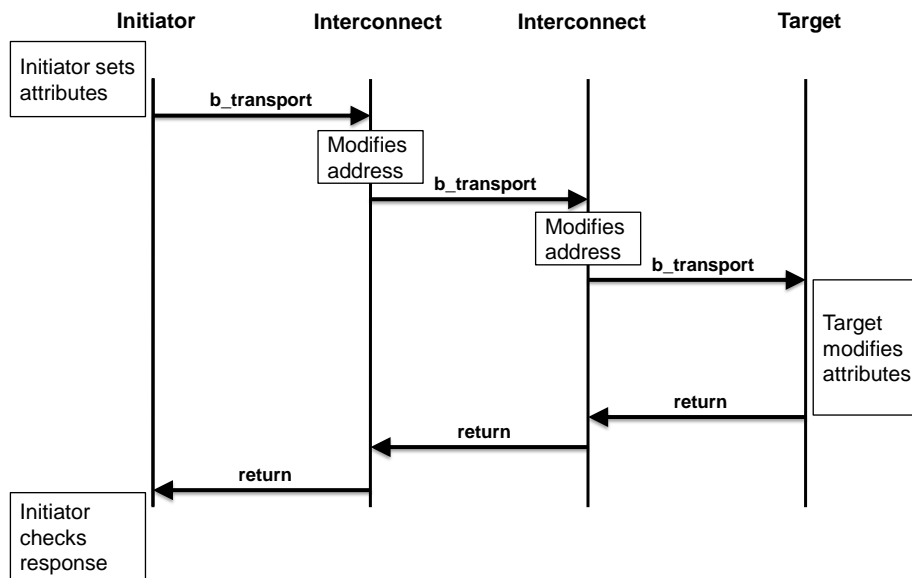 Initiator
Interconnect
Interconnect
Target
Initiator sets
attributes
b_transport
Modifies
address
b_transport
Modifies
address
b_transport
Target
modifies
attributes
return
return
return
Initiator
checks
response